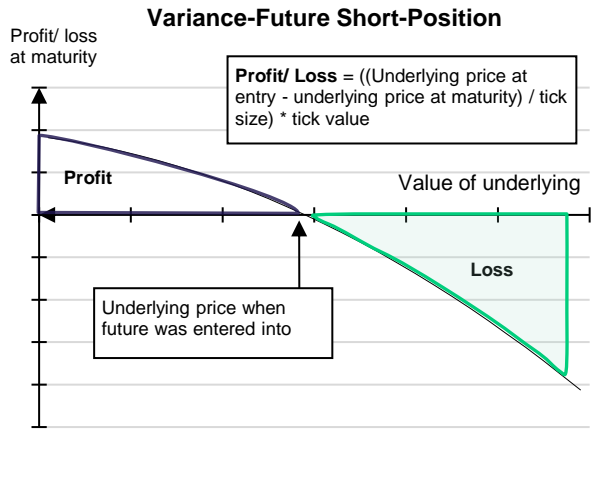 Variance-Future Short-Position
Profit/ loss
at maturity
Profit/ Loss = ((Underlying price at
entry - underlying price at maturity) / tick
size) * tick value
Profit
Value of underlying
Loss
Underlying price when
future was entered into